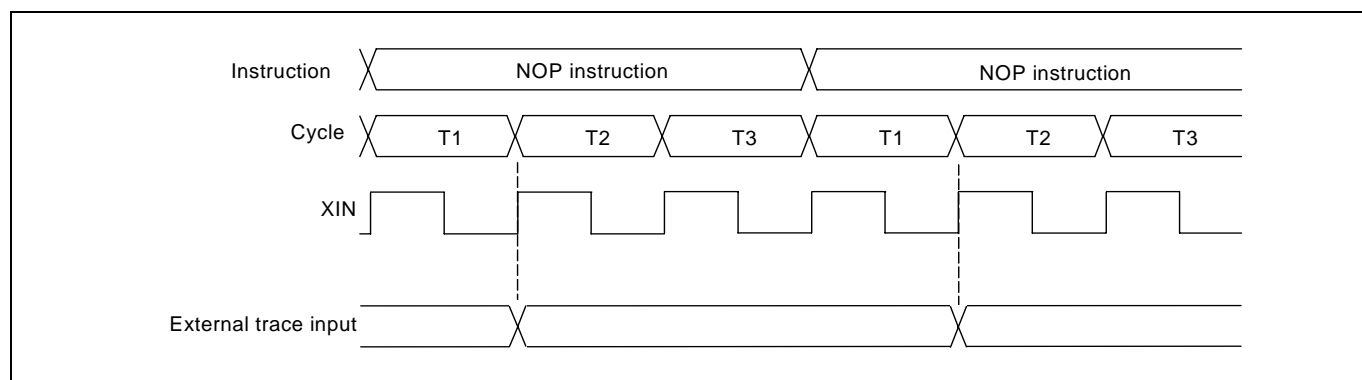 Instruction NOP instruction NOP instruction
Cycle T1 T2 T3 T1 T2 T3
XIN
External trace input